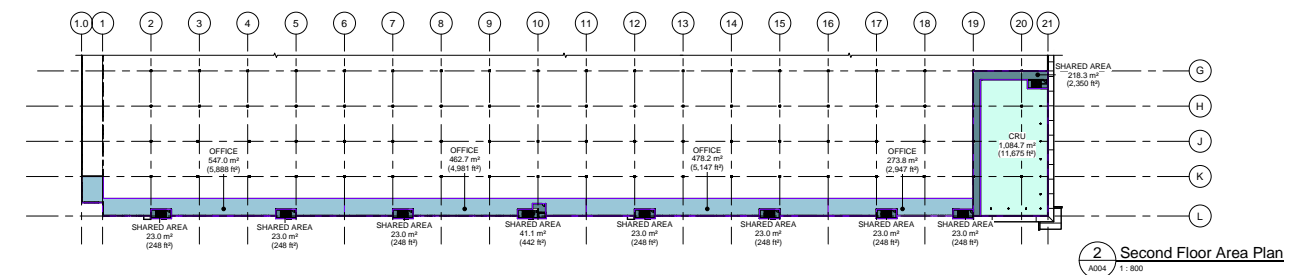 1.0
1
2
3
4
5
6
7
8
9
10
11
12
13
14
15
16
17
18
19
20
21
SHARED AREA
218.3 m²
(2,350 ft²)
G
H
J
K
L
CRU
1,084.7 m²
(11,675 ft²)
OFFICE
547.0 m²
(5,888 ft²)
OFFICE
462.7 m²
(4,981 ft²)
OFFICE
478.2 m²
(5,147 ft²)
OFFICE
273.8 m²
(2,947 ft²)
SHARED AREA
23.0 m²
(248 ft²)
SHARED AREA
23.0 m²
(248 ft²)
SHARED AREA
23.0 m²
(248 ft²)
SHARED AREA
41.1 m²
(442 ft²)
SHARED AREA
23.0 m²
(248 ft²)
SHARED AREA
23.0 m²
(248 ft²)
SHARED AREA
23.0 m²
(248 ft²)
SHARED AREA
23.0 m²
(248 ft²)
2
A004
Second Floor Area Plan
1 : 800